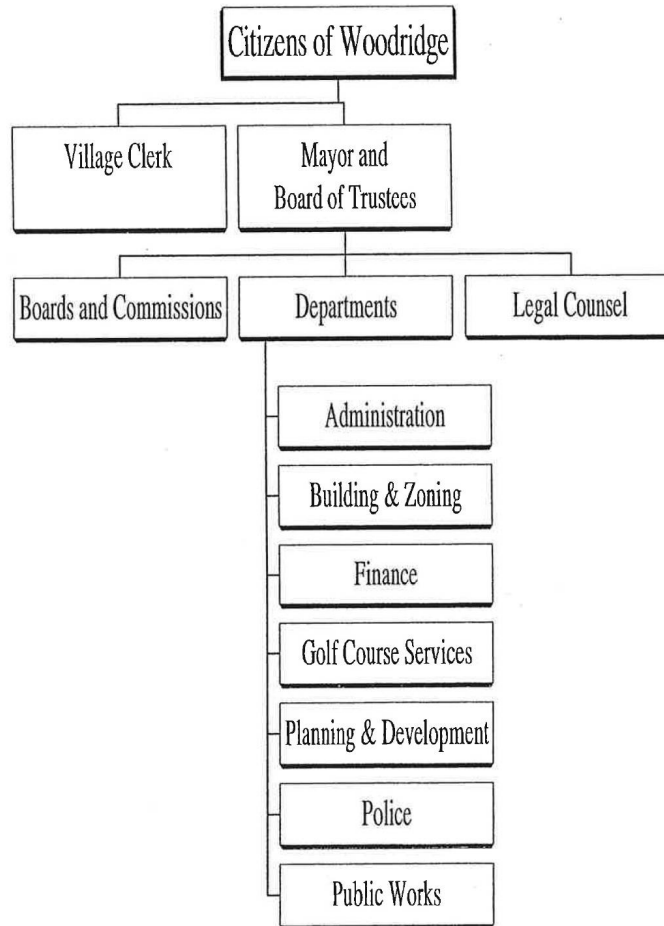 Citizens of Woodridge
Village Clerk
Mayor and
Board of Trustees
Boards and Commissions
Departments
Legal Counsel
Administration
Building & Zoning
Finance
Golf Course Services
Planning & Development
Police
Public Works